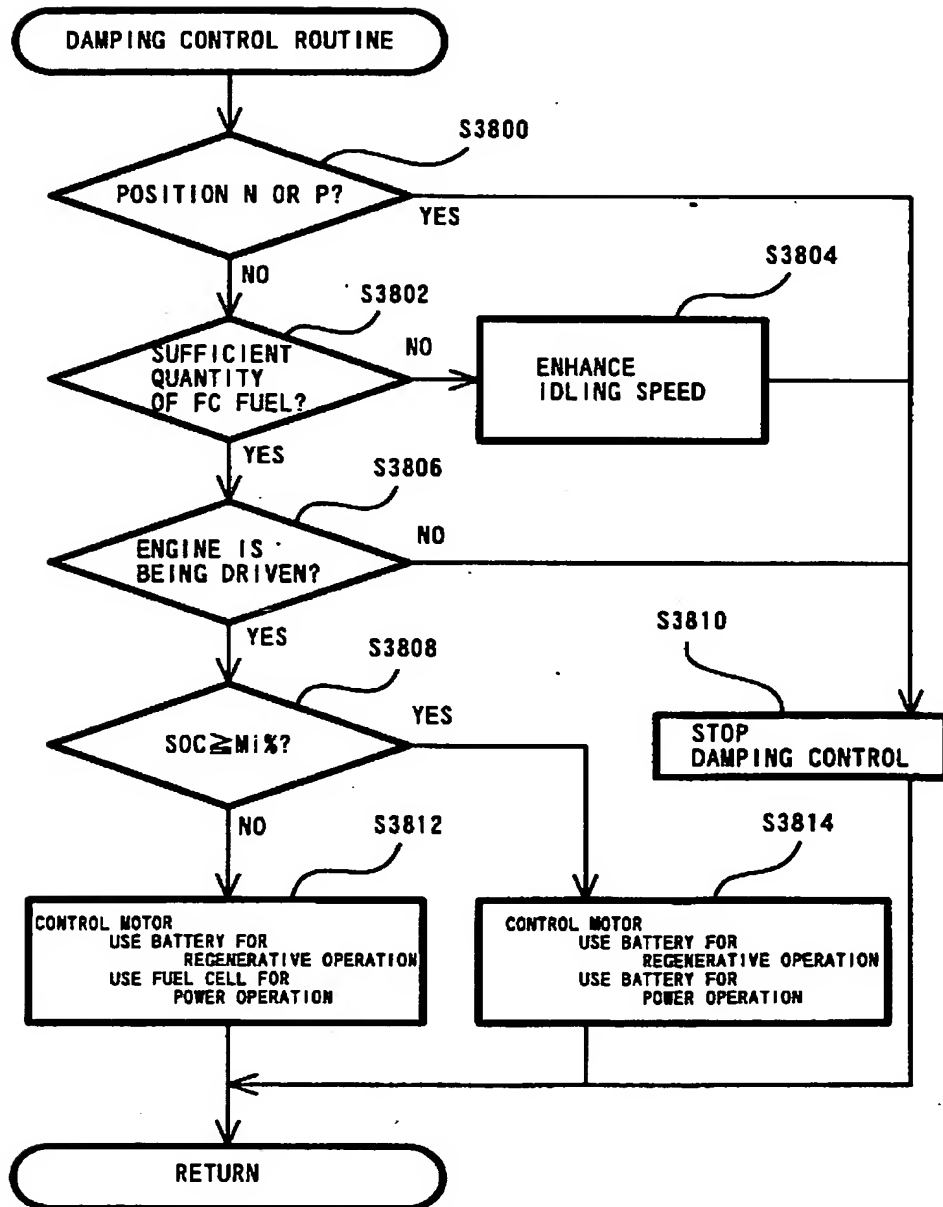 DAMPING CONTROL ROUTINE
S3800
POSITION N OR P?
YES
NO
S3802
SUFFICIENT
QUANTITY
OF FC FUEL?
NO
S3804
ENHANCE
IDLING SPEED
YES
S3806
ENGINE IS
BEING DRIVEN?
NO
YES
S3808
SOC≧Mi%?
YES
S3810
STOP
DAMPING CONTROL
NO
S3812
CONTROL MOTOR
USE BATTERY FOR
REGENERATIVE OPERATION
USE FUEL CELL FOR
POWER OPERATION
S3814
CONTROL MOTOR
USE BATTERY FOR
REGENERATIVE OPERATION
USE BATTERY FOR
POWER OPERATION
RETURN